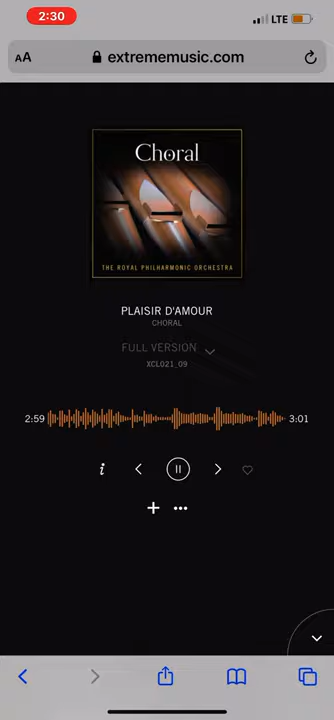 2:30
LTE
AA extrememusic.com
Choral
THE ROYAL PHILHARMONIC ORCHESTRA
PLAISIR D'AMOUR
CHORAL
FULL VERSION
XCL021_09
2:59 3:01
i